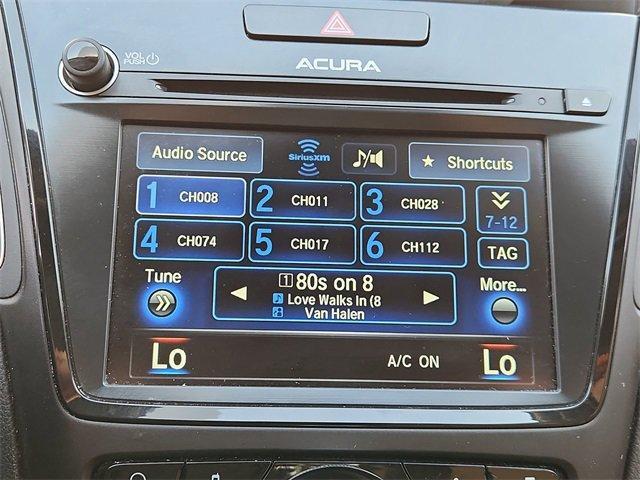 VOL
PUSH
ACURA
Audio Source
SiriusXM
★ Shortcuts
1 CH008
2 CH011
3 CH028
7-12
4 CH074
5 CH017
6 CH112
TAG
Tune
1 80s on 8
Love Walks In (8
Van Halen
More...
Lo
A/C ON
Lo